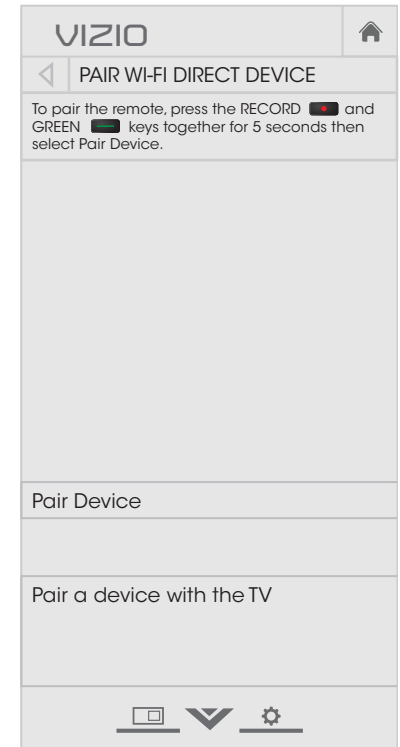 VIZIO
PAIR WI-FI DIRECT DEVICE
To pair the remote, press the RECORD and
GREEN keys together for 5 seconds then
select Pair Device.
Pair Device
Pair a device with the TV